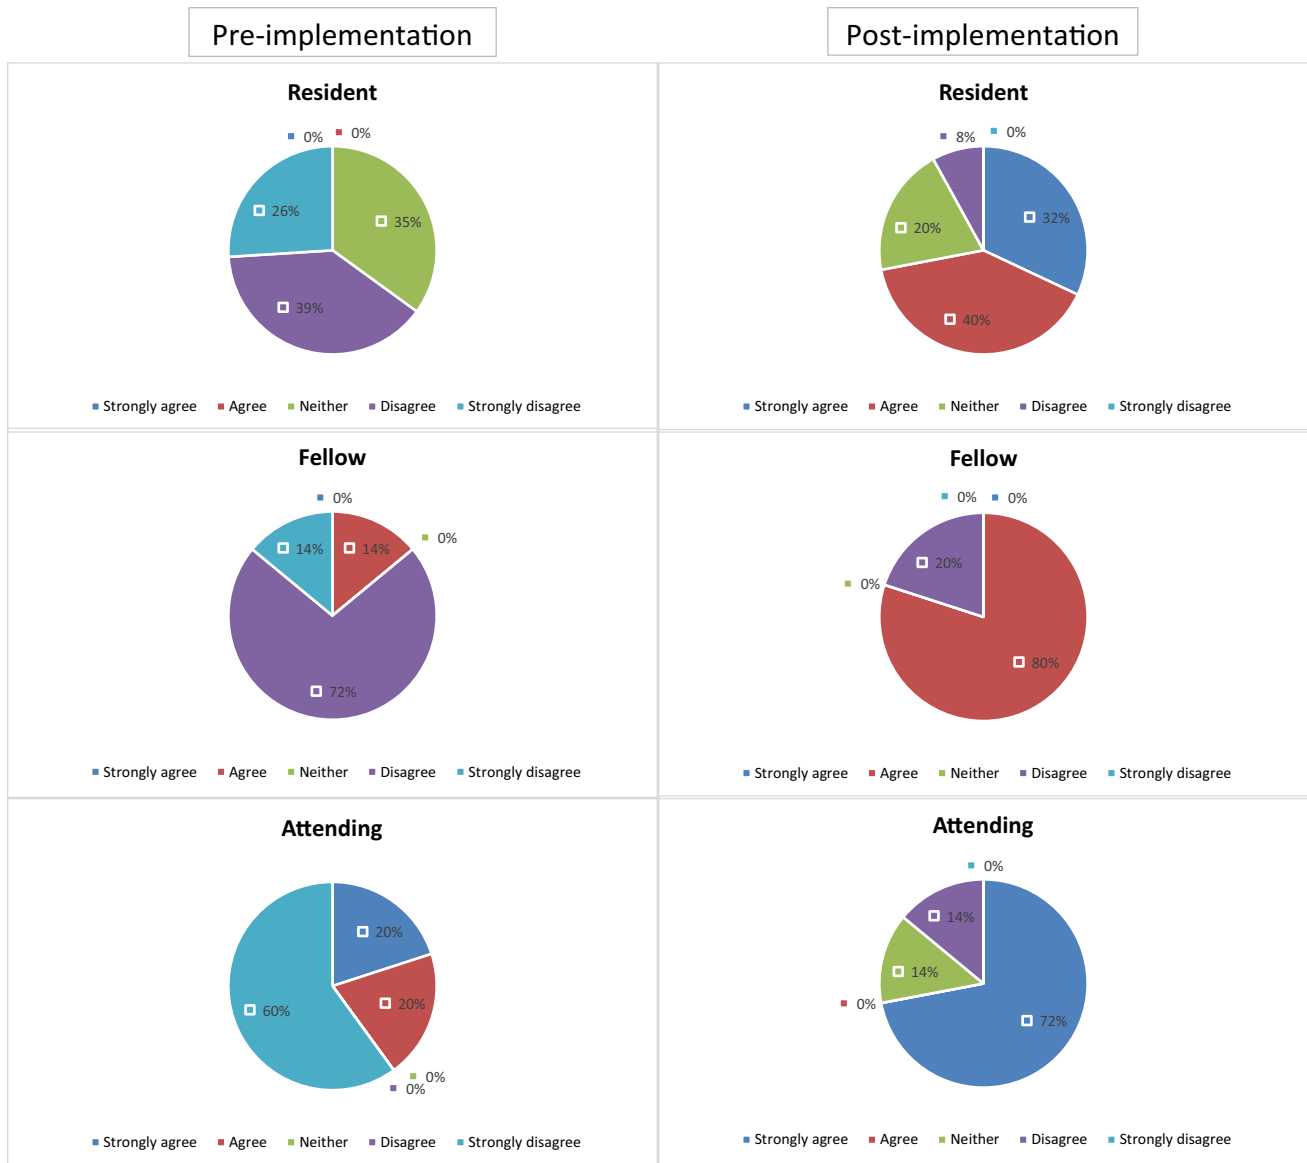 Pre-implementation
Post-implementation
Resident
0% 0%
26%
35%
39%
Strongly agree Agree Neither Disagree Strongly disagree
Resident
8% 0%
32%
20%
40%
Strongly agree Agree Neither Disagree Strongly disagree
Fellow
0%
0%
14% 14%
72%
Strongly agree Agree Neither Disagree Strongly disagree
Fellow
0% 0%
20%
0%
80%
Strongly agree Agree Neither Disagree Strongly disagree
Attending
20%
20%
60%
0%
0%
Strongly agree Agree Neither Disagree Strongly disagree
Attending
0%
14%
14%
0%
72%
Strongly agree Agree Neither Disagree Strongly disagree